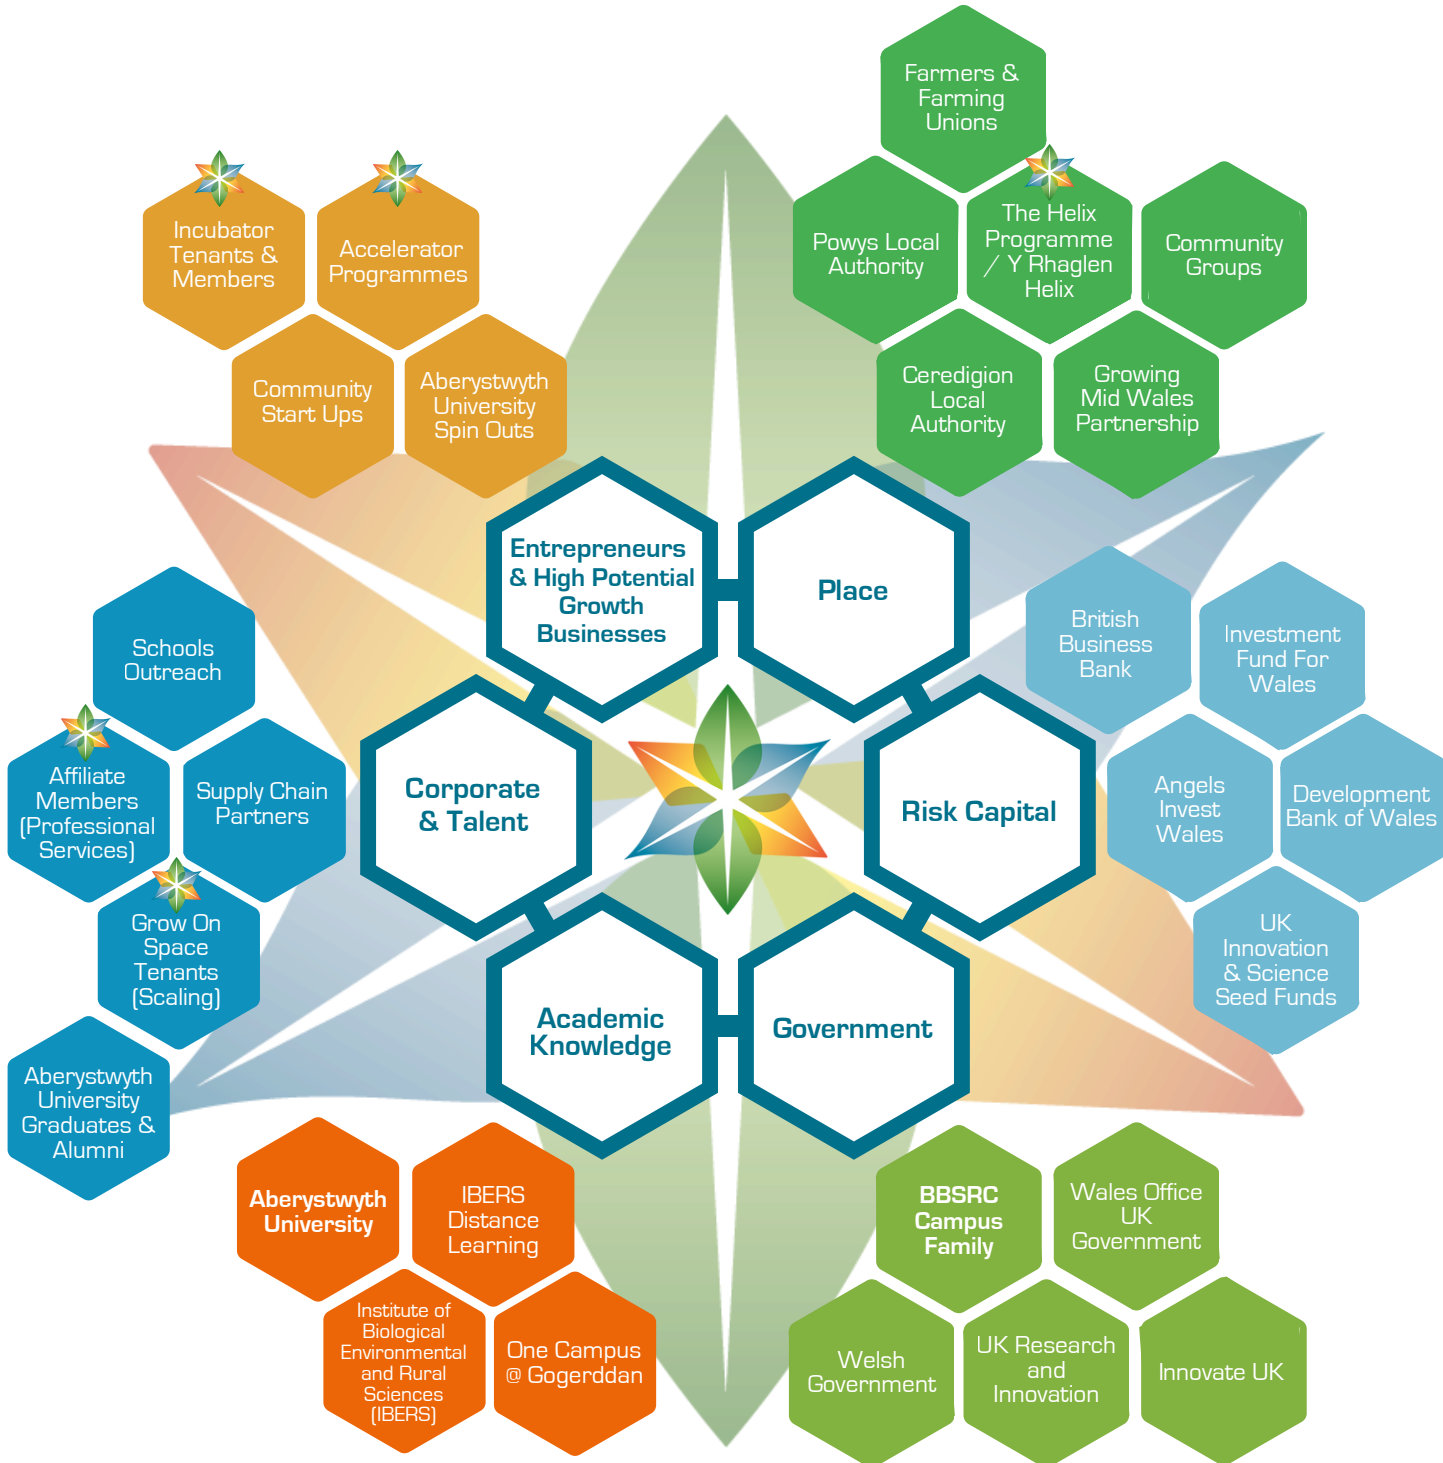 Farmers &
Farming
Unions
Incubator
Tenants &
Members
Accelerator
Programmes
Community
Start Ups
Aberystwyth
University
Spin Outs
Powys Local
Authority
The Helix
Programme
/ Y Rhaglen
Helix
Community
Groups
Ceredigion
Local
Authority
Growing
Mid Wales
Partnership
Entrepreneurs
& High Potential
Growth
Businesses
Place
Corporate
& Talent
Risk Capital
Academic
Knowledge
Government
Schools
Outreach
Affiliate
Members
(Professional
Services)
Supply Chain
Partners
Grow On
Space
Tenants
(Scaling)
Aberystwyth
University
Graduates &
Alumni
British
Business
Bank
Investment
Fund For
Wales
Angels
Invest
Wales
Development
Bank of Wales
UK
Innovation
& Science
Seed Funds
Aberystwyth
University
IBERS
Distance
Learning
Institute of
Biological
Environmental
and Rural
Sciences
(IBERS)
One Campus
@ Gogerddan
BBSRC
Campus
Family
Wales Office
UK
Government
Welsh
Government
UK Research
and
Innovation
Innovate UK